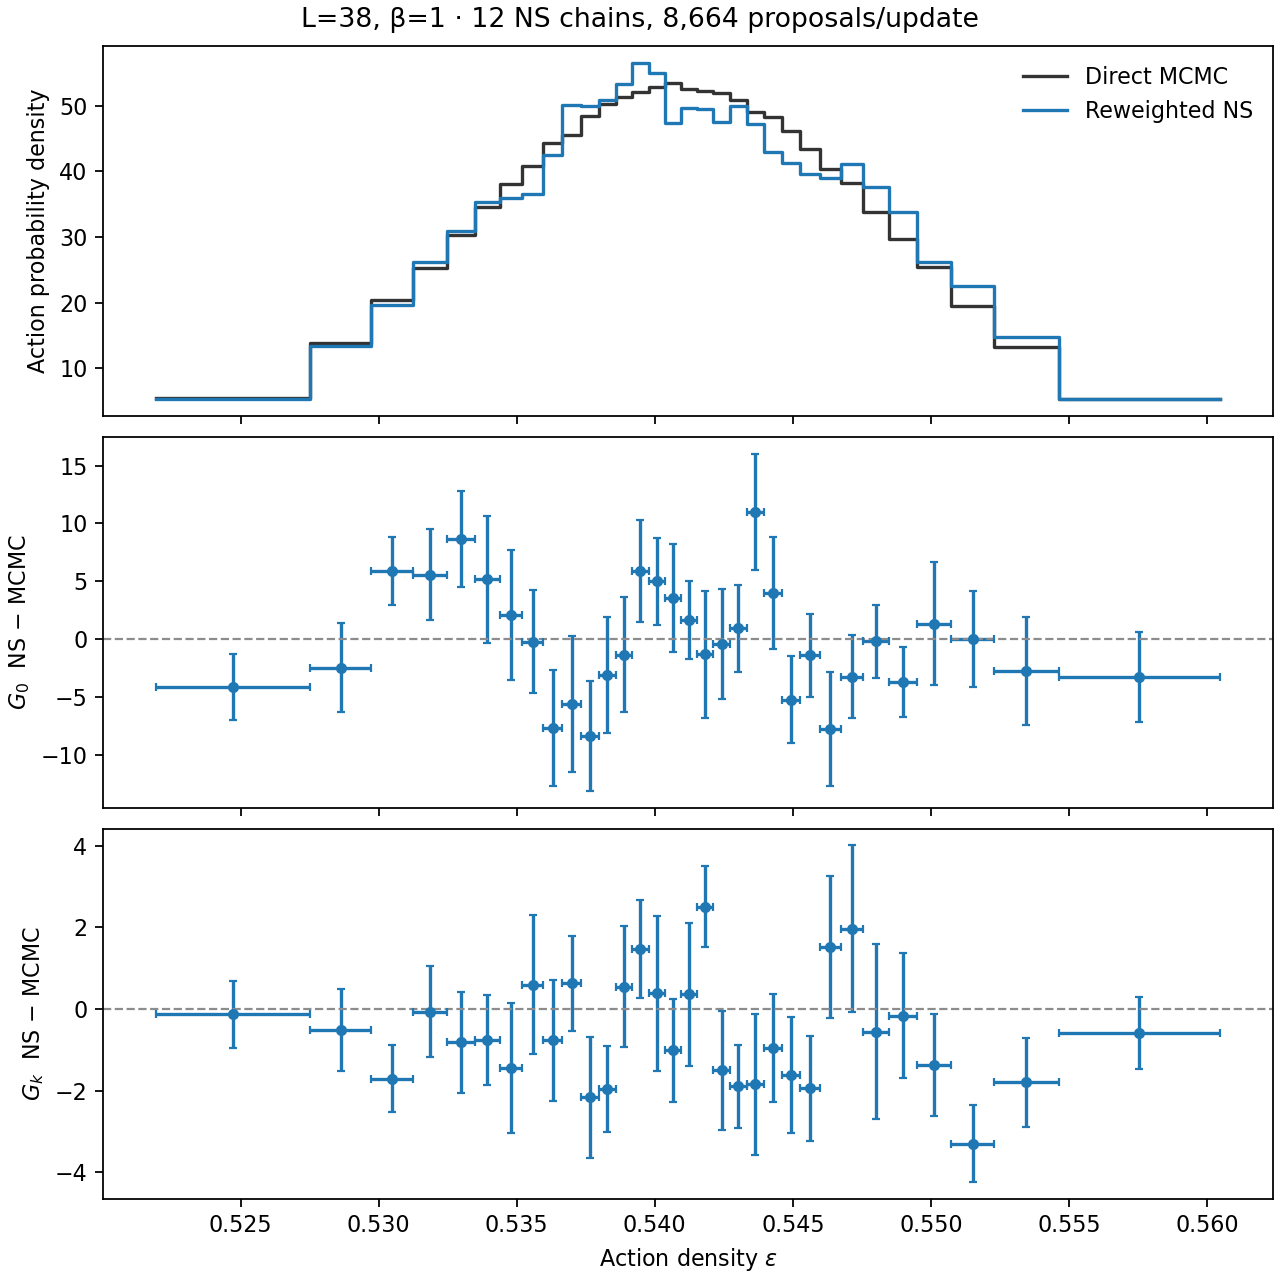 L=38, β=1 · 12 NS chains, 8,664 proposals/update
Direct MCMC
Reweighted NS
Action probability density
50
40
30
20
10
G₀ NS − MCMC
15
10
5
0
−5
−10
Gₖ NS − MCMC
4
2
0
−2
−4
0.525 0.530 0.535 0.540 0.545 0.550 0.555 0.560
Action density ε